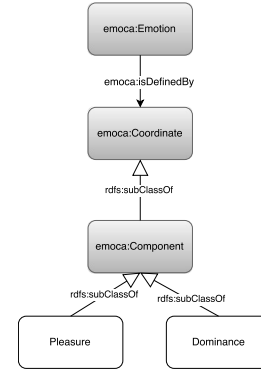 emoca:Emotion
emoca:isDefinedBy
emoca:Coordinate
rdfs:subClassOf
emoca:Component
rdfs:subClassOf
rdfs:subClassOf
Pleasure
Dominance